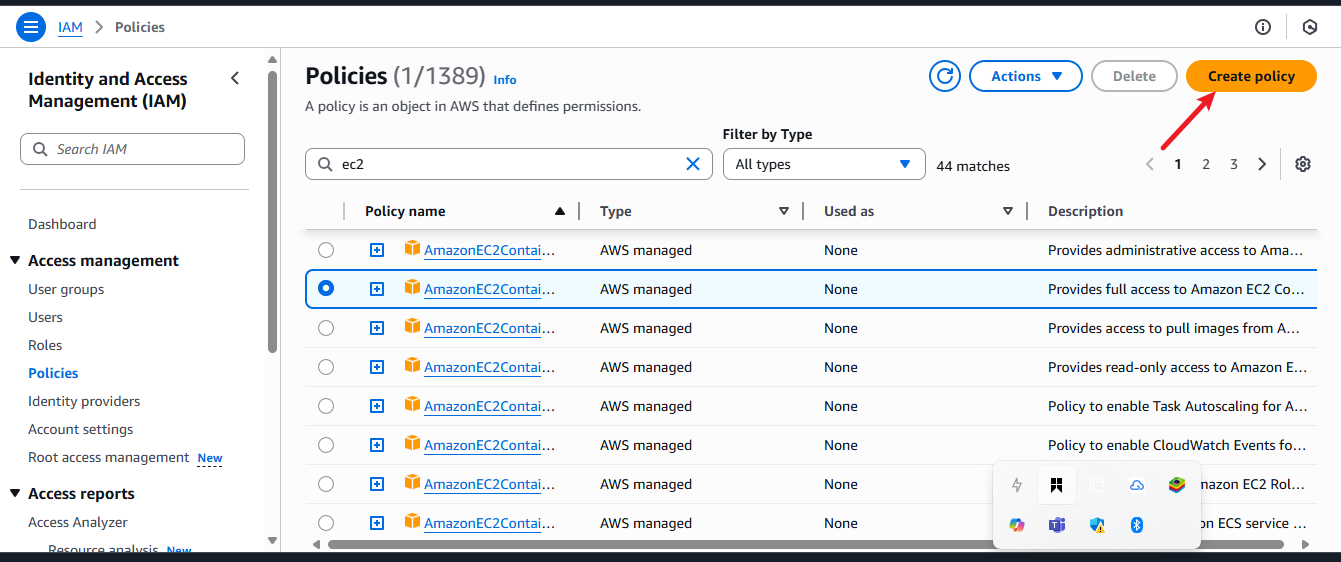 IAM > Policies
Identity and Access
Management (IAM)
Search IAM
Dashboard
Access management
User groups
Users
Roles
Policies
Identity providers
Account settings
Root access management New
Access reports
Access Analyzer
Resource analysis New
Policies (1/1389) Info
A policy is an object in AWS that defines permissions.
Actions
Delete
Create policy
Filter by Type
ec2
All types
44 matches
1 2 3
Policy name Type Used as Description
AmazonEC2Contai... AWS managed None Provides administrative access to Ama...
AmazonEC2Contai... AWS managed None Provides full access to Amazon EC2 Co...
AmazonEC2Contai... AWS managed None Provides access to pull images from A...
AmazonEC2Contai... AWS managed None Provides read-only access to Amazon E...
AmazonEC2Contai... AWS managed None Policy to enable Task Autoscaling for A...
AmazonEC2Contai... AWS managed None Policy to enable CloudWatch Events fo...
AmazonEC2Contai... AWS managed None EC2 Rol...
AmazonEC2Contai... AWS managed None ECS service ...